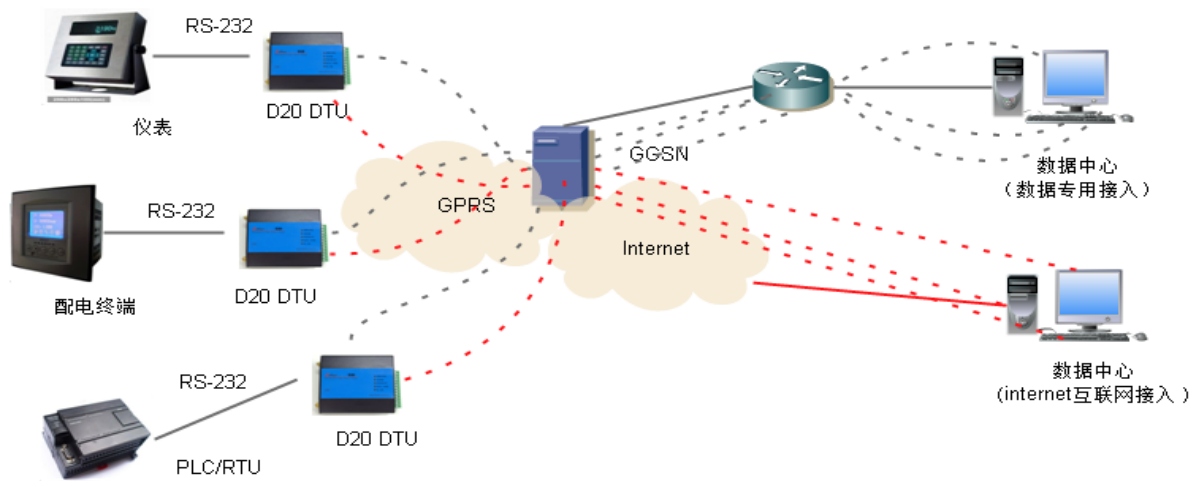 RS-232
D20 DTU
仪表
GGSN
数据中心
（数据专用接入）
RS-232
GPRS
Internet
D20 DTU
配电终端
数据中心
(internet互联网接入）
RS-232
D20 DTU
PLC/RTU